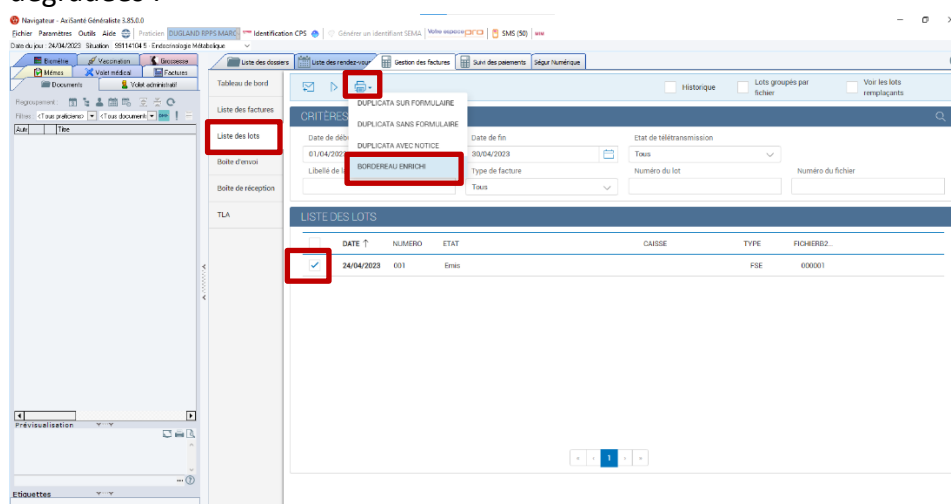 dégradées :
Navigateur - AxiSanté Généraliste 3.85.0.0
Fichier Paramètres Outils Aide Praticien DUGLAND RPPS MARC Identification CPS Générer un identifiant SEMA Votre espace pro SMS (50)
Date du jour : 24/04/2023 Situation 991141045 - Endocrinologie Métabolique
Biométrie Vaccination Grossesse Liste des dossiers Liste des rendez-vous Gestion des factures Suivi des paiements Ségur Numérique
Mémos Volet médical Factures
Documents Volet administratif
Tableau de bord
Historique
Lots groupés par fichier
Voir les lots remplaçants
Regroupement :
Filtres : <Tous praticiens> <Tous documents>
Auto Titre
Liste des factures
Liste des lots
Boîte d'envoi
Boîte de réception
TLA
DUPLICATA SUR FORMULAIRE
DUPLICATA SANS FORMULAIRE
DUPLICATA AVEC NOTICE
BORDEREAU ENRICHI
CRITÈRES
Date de début Date de fin Etat de télétransmission
01/04/2023 30/04/2023 Tous
Libellé de Type de facture Numéro du lot Numéro du fichier
Tous
LISTE DES LOTS
DATE ↑ NUMERO ETAT CAISSE TYPE FICHIERB2...
24/04/2023 001 Emis FSE 000001
Prévisualisation
« ‹ 1 › »
Etiquettes